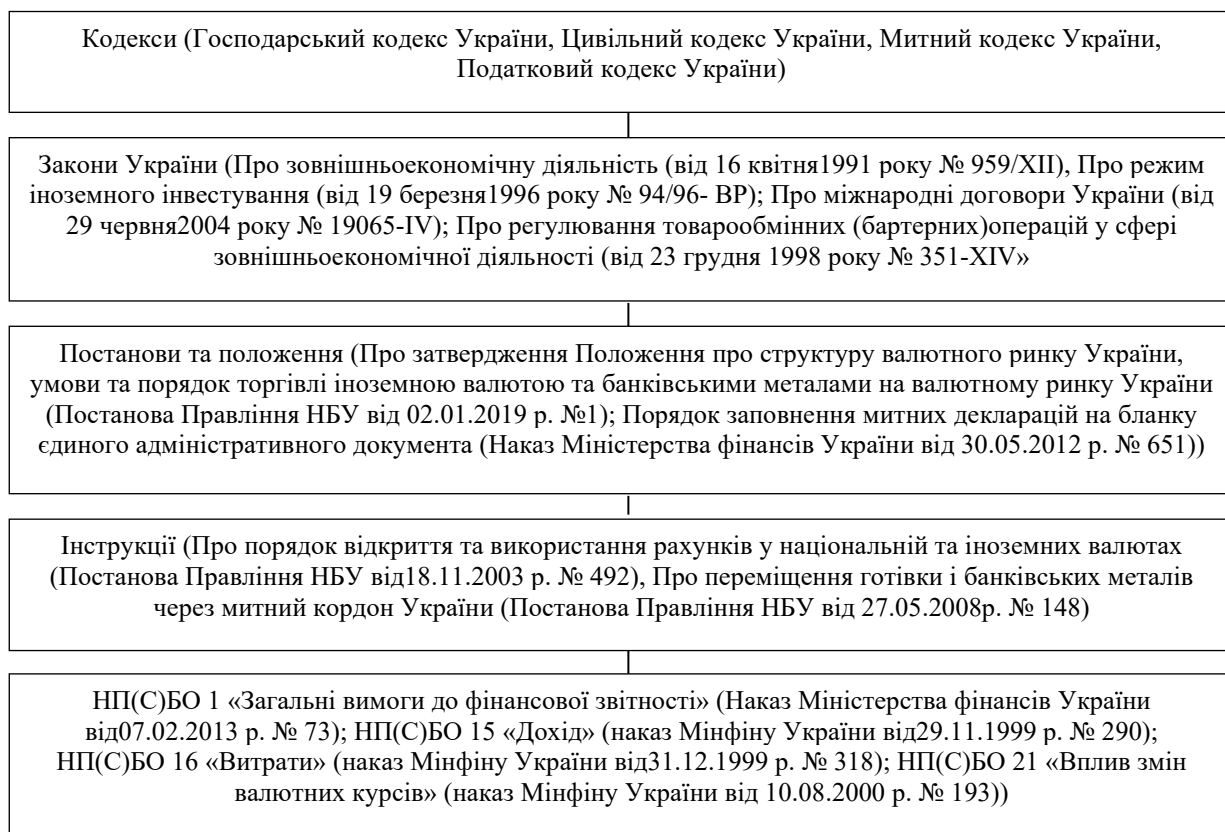 Кодекси (Господарський кодекс України, Цивільний кодекс України, Митний кодекс України,
Податковий кодекс України)
Закони України (Про зовнішньоекономічну діяльність (від 16 квітня1991 року № 959/XII), Про режим
іноземного інвестування (від 19 березня1996 року № 94/96- ВР); Про міжнародні договори України (від
29 червня2004 року № 19065-IV); Про регулювання товарообмінних (бартерних)операцій у сфері
зовнішньоекономічної діяльності (від 23 грудня 1998 року № 351-XIV»
Постанови та положення (Про затвердження Положення про структуру валютного ринку України,
умови та порядок торгівлі іноземною валютою та банківськими металами на валютному ринку України
(Постанова Правління НБУ від 02.01.2019 р. №1); Порядок заповнення митних декларацій на бланку
єдиного адміністративного документа (Наказ Міністерства фінансів України від 30.05.2012 р. № 651))
Інструкції (Про порядок відкриття та використання рахунків у національній та іноземних валютах
(Постанова Правління НБУ від18.11.2003 р. № 492), Про переміщення готівки і банківських металів
через митний кордон України (Постанова Правління НБУ від 27.05.2008р. № 148)
НП(С)БО 1 «Загальні вимоги до фінансової звітності» (Наказ Міністерства фінансів України
від07.02.2013 р. № 73); НП(С)БО 15 «Дохід» (наказ Мінфіну України від29.11.1999 р. № 290);
НП(С)БО 16 «Витрати» (наказ Мінфіну України від31.12.1999 р. № 318); НП(С)БО 21 «Вплив змін
валютних курсів» (наказ Мінфіну України від 10.08.2000 р. № 193))